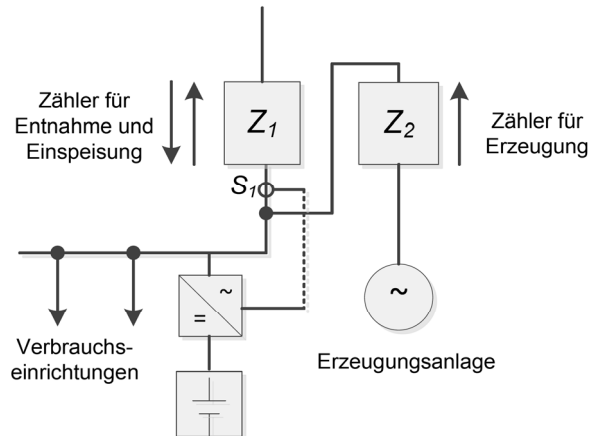 Zähler für
Entnahme und
Einspeisung
Z1
S1
Z2
Zähler für
Erzeugung
~
=
~
Verbrauchs-
einrichtungen
Erzeugungsanlage